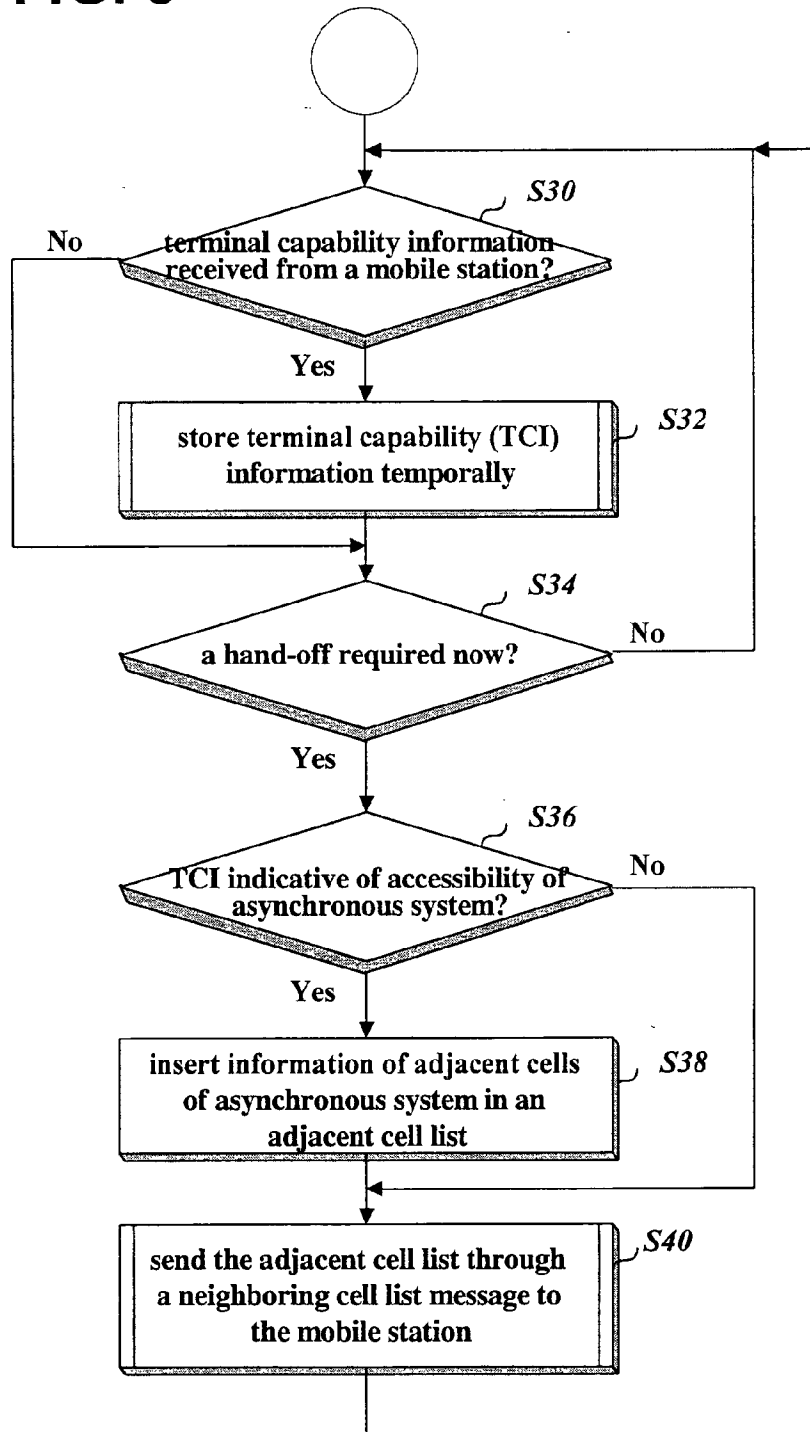 S30
No
terminal capability information
received from a mobile station?
Yes
S32
store terminal capability (TCI)
information temporally
S34
a hand-off required now?
No
Yes
S36
TCI indicative of accessibility of
asynchronous system?
No
Yes
S38
insert information of adjacent cells
of asynchronous system in an
adjacent cell list
S40
send the adjacent cell list through
a neighboring cell list message to
the mobile station